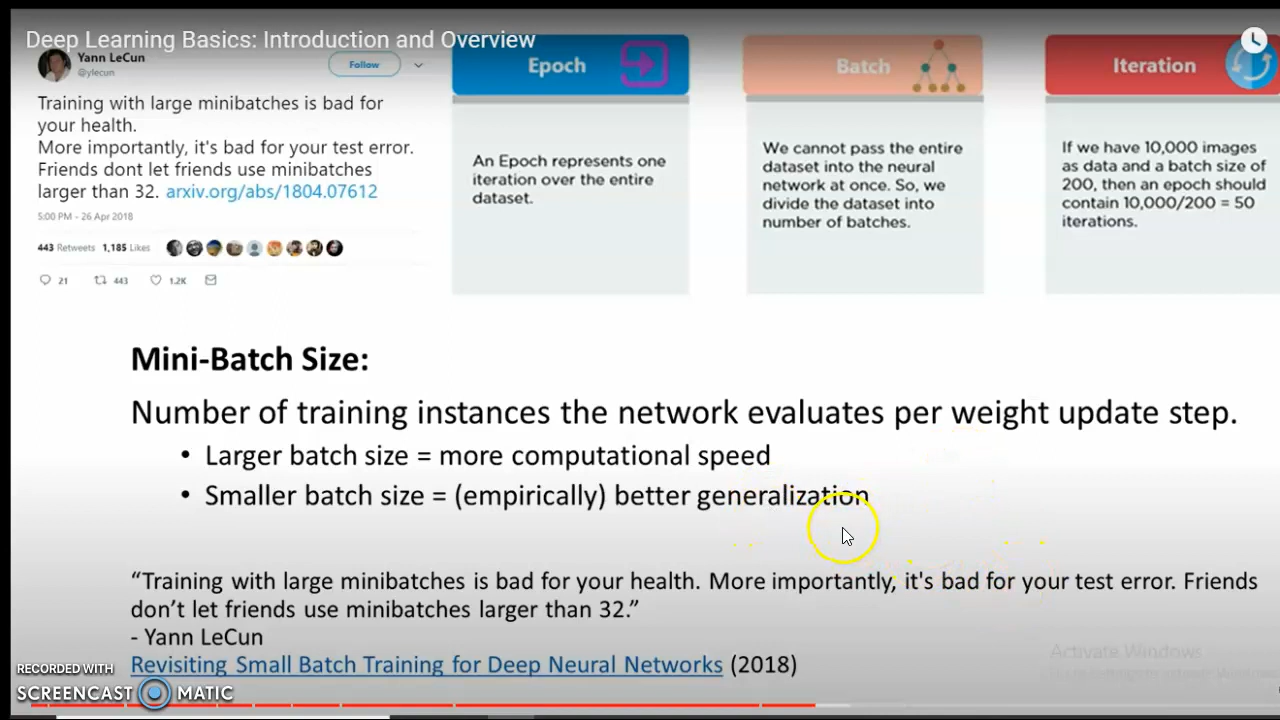 Deep Learning Basics: Introduction and Overview
Yann LeCun
@ylecun
Follow
Training with large minibatches is bad for
your health.
More importantly, it's bad for your test error.
Friends dont let friends use minibatches
larger than 32. arxiv.org/abs/1804.07612
5:00 PM - 26 Apr 2018
443 Retweets 1,185 Likes
21 443 1.2K
Epoch
An Epoch represents one
iteration over the entire
dataset.
Batch
We cannot pass the entire
dataset into the neural
network at once. So, we
divide the dataset into
number of batches.
Iteration
If we have 10,000 images
as data and a batch size of
200, then an epoch should
contain 10,000/200 = 50
iterations.
Mini-Batch Size:
Number of training instances the network evaluates per weight update step.
• Larger batch size = more computational speed
• Smaller batch size = (empirically) better generalization
“Training with large minibatches is bad for your health. More importantly, it's bad for your test error. Friends
don’t let friends use minibatches larger than 32.”
- Yann LeCun
Revisiting Small Batch Training for Deep Neural Networks (2018)
Activate Windows
RECORDED WITH
SCREENCAST MATIC